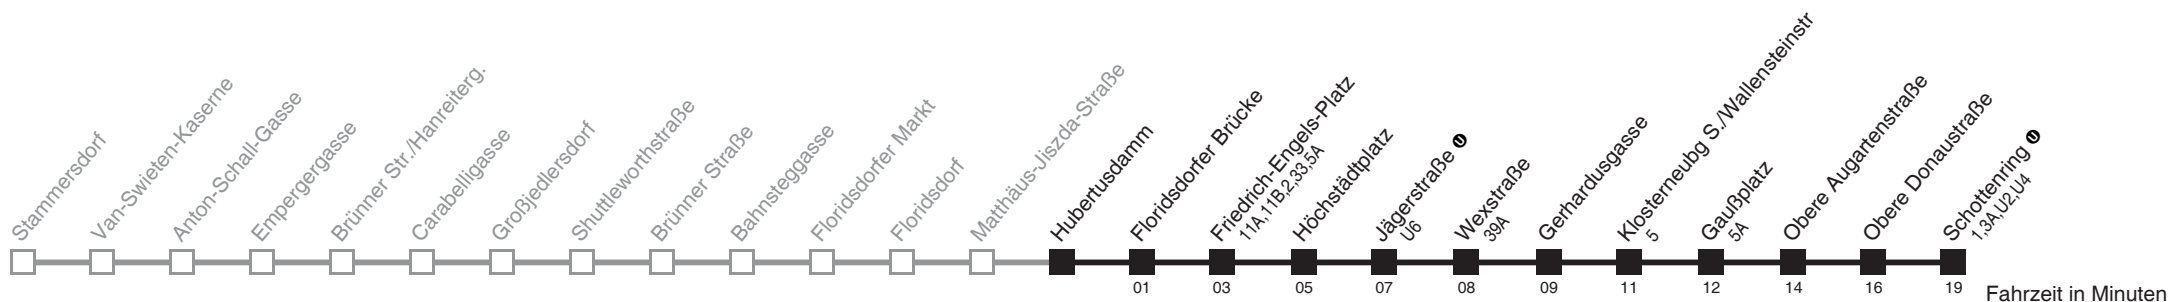 Stammersdorf
Van-Swieten-Kaserne
Anton-Schall-Gasse
Empergergasse
Brünner Str./Hanreiterg.
Carabelligasse
Großjedlersdorf
Shuttleworthstraße
Brünner Straße
Bahnsteggasse
Floridsdorfer Markt
Floridsdorf
Matthäus-Jiszda-Straße
Hubertusdamm
Floridsdorfer Brücke
Friedrich-Engels-Platz
11A,11B,2,33,5A
Höchstädtplatz
Jägerstraße U
U6
Wexstraße
39A
Gerhardusgasse
Klosterneubg S./Wallensteinstr
5
Gaußplatz
5A
Obere Augartenstraße
Obere Donaustraße
Schottenring U
1,3A,U2,U4
01 03 05 07 08 09 11 12 14 16 19 Fahrzeit in Minuten